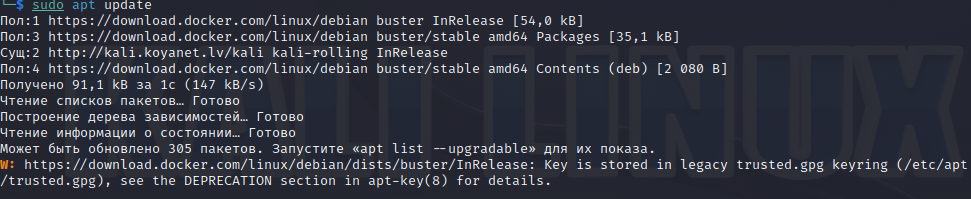 └─$ sudo apt update
Пол:1 https://download.docker.com/linux/debian buster InRelease [54,0 kB]
Пол:3 https://download.docker.com/linux/debian buster/stable amd64 Packages [35,1 kB]
Сущ:2 http://kali.koyanet.lv/kali kali-rolling InRelease
Пол:4 https://download.docker.com/linux/debian buster/stable amd64 Contents (deb) [2 080 B]
Получено 91,1 kB за 1с (147 kB/s)
Чтение списков пакетов… Готово
Построение дерева зависимостей… Готово
Чтение информации о состоянии… Готово
Может быть обновлено 305 пакетов. Запустите «apt list --upgradable» для их показа.
W: https://download.docker.com/linux/debian/dists/buster/InRelease: Key is stored in legacy trusted.gpg keyring (/etc/apt
/trusted.gpg), see the DEPRECATION section in apt-key(8) for details.
KALI LINUX